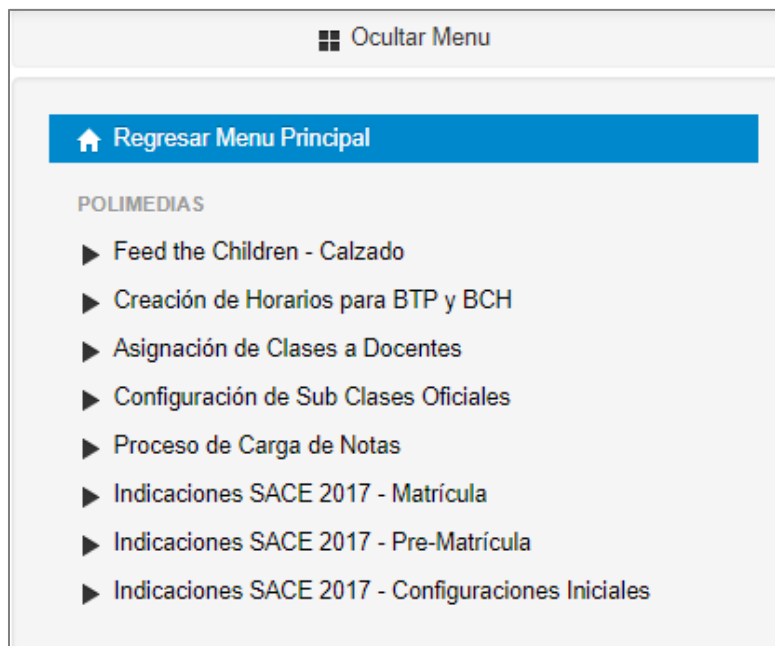 Ocultar Menu
Regresar Menu Principal
POLIMEDIAS
Feed the Children - Calzado
Creación de Horarios para BTP y BCH
Asignación de Clases a Docentes
Configuración de Sub Clases Oficiales
Proceso de Carga de Notas
Indicaciones SACE 2017 - Matrícula
Indicaciones SACE 2017 - Pre-Matrícula
Indicaciones SACE 2017 - Configuraciones Iniciales